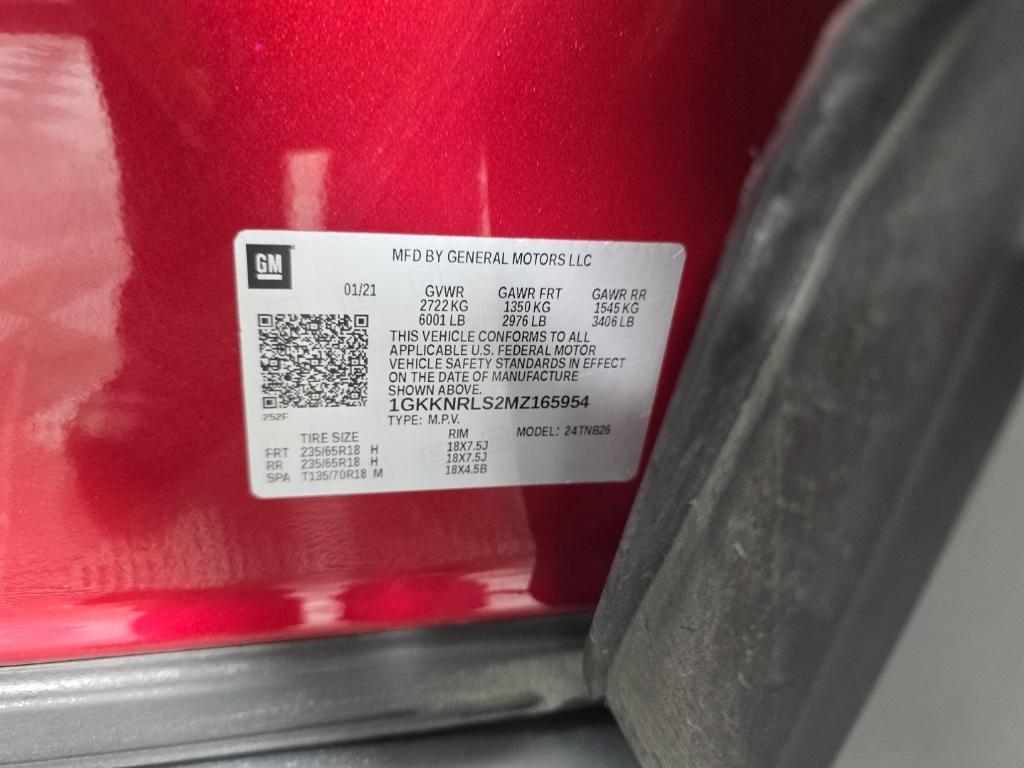 GM
MFD BY GENERAL MOTORS LLC
01/21 GVWR GAWR FRT GAWR RR
2722 KG 1350 KG 1545 KG
6001 LB 2976 LB 3406 LB
THIS VEHICLE CONFORMS TO ALL
APPLICABLE U.S. FEDERAL MOTOR
VEHICLE SAFETY STANDARDS IN EFFECT
ON THE DATE OF MANUFACTURE
SHOWN ABOVE.
1GKKNRLS2MZ165954
252F
TYPE: M.P.V. MODEL: 24TNB26
TIRE SIZE RIM
FRT 235/65R18 H 18X7.5J
RR 235/65R18 H 18X7.5J
SPA T135/70R18 M 18X4.5B